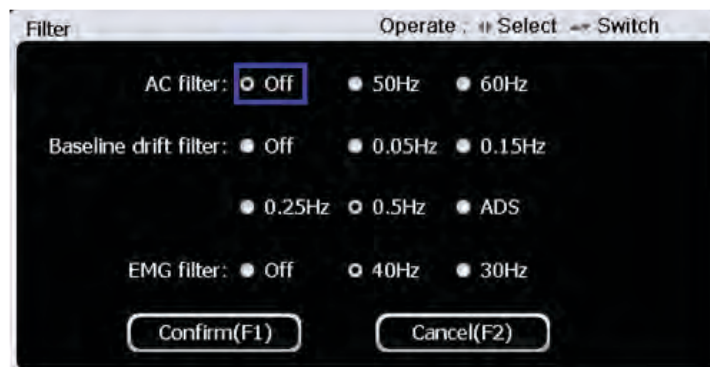 Filter Operate : Select Switch
AC filter: Off 50Hz 60Hz
Baseline drift filter: Off 0.05Hz 0.15Hz
0.25Hz 0.5Hz ADS
EMG filter: Off 40Hz 30Hz
Confirm(F1) Cancel(F2)